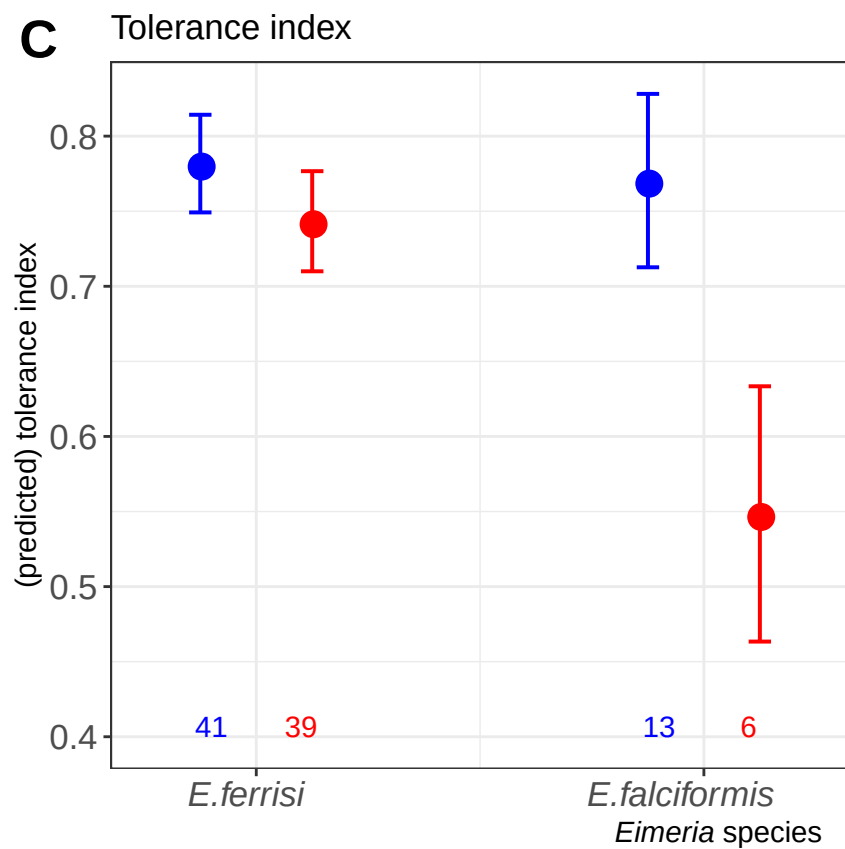 C Tolerance index
(predicted) tolerance index
0.8
0.7
0.6
0.5
0.4
41 39 13 6
E.ferrisi E.falciformis
Eimeria species